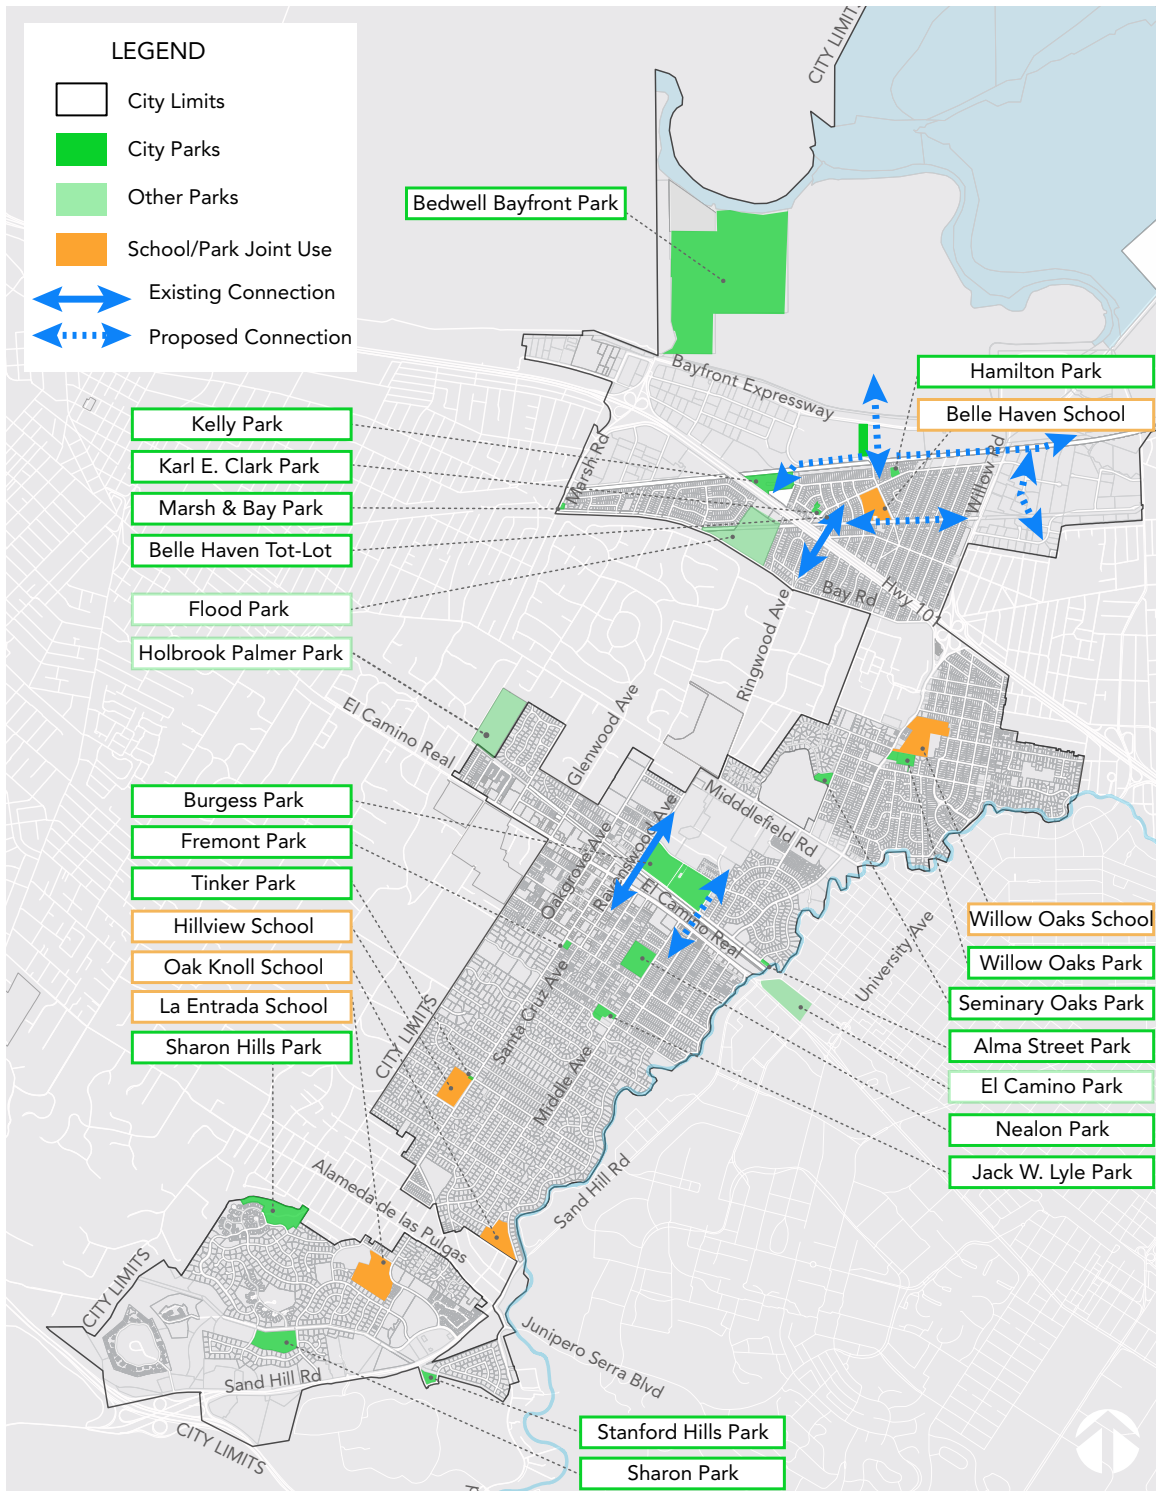 LEGEND
City Limits
City Parks
Other Parks
School/Park Joint Use
Existing Connection
Proposed Connection
CITY LIMITS
Bedwell Bayfront Park
Bayfront Expressway
Hamilton Park
Belle Haven School
Kelly Park
Karl E. Clark Park
Marsh & Bay Park
Belle Haven Tot-Lot
Flood Park
Holbrook Palmer Park
Marsh Rd
Willow Rd
Hwy 101
Bay Rd
Ringwood Ave
El Camino Real
Glenwood Ave
Midddlefield Rd
Burgess Park
Fremont Park
Tinker Park
Hillview School
Oak Knoll School
La Entrada School
Sharon Hills Park
Oakgrove Ave
Ravenswood Ave
El Camino Real
University Ave
Willow Oaks School
Willow Oaks Park
Seminary Oaks Park
Alma Street Park
El Camino Park
Nealon Park
Jack W. Lyle Park
CITY LIMITS
Santa Cruz Ave
Middle Ave
Sand Hill Rd
Alameda de las Pulgas
CITY LIMITS
Junipero Serra Blvd
Sand Hill Rd
CITY LIMITS
Stanford Hills Park
Sharon Park